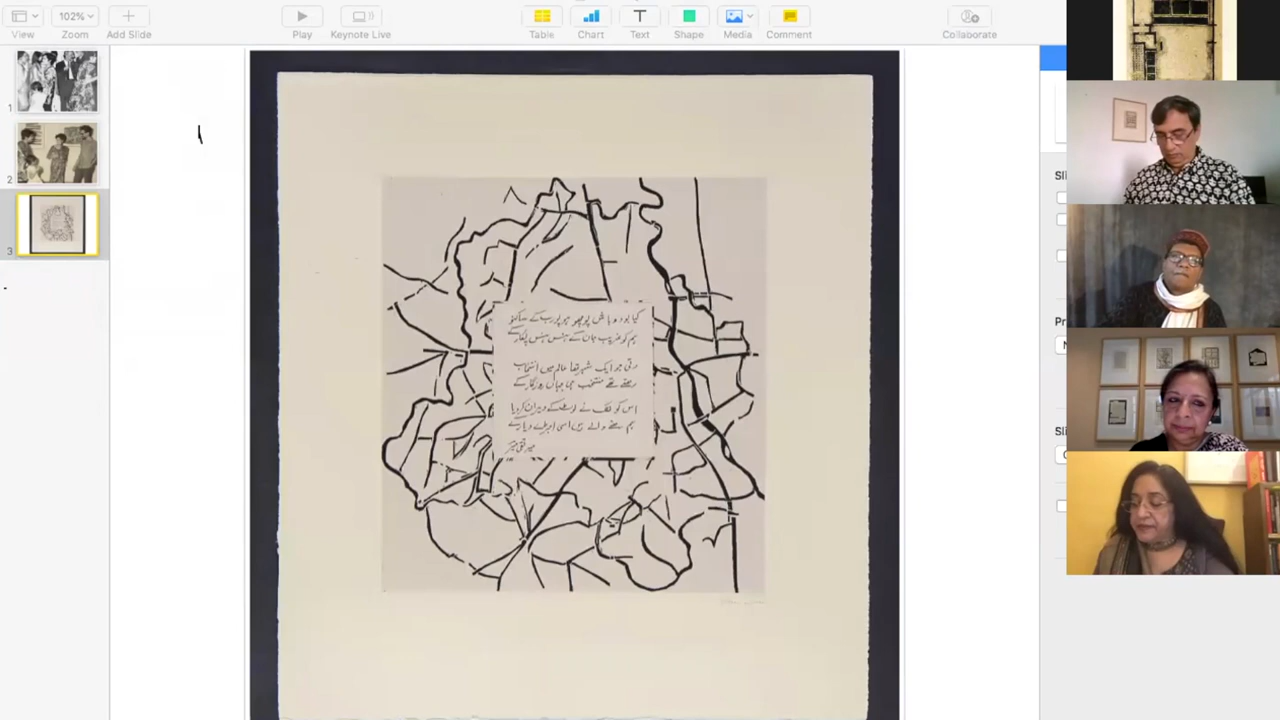 View
102%
Zoom
Add Slide
Play
Keynote Live
Table
Chart
Text
Shape
Media
Comment
Collaborate
1
2
3
کیا بود و باش پوچھو ہو پورب کے ساکنو
ہم کو غریب جان کے ہنس ہنس پکار کے
دلی جو ایک شہر تھا عالم میں انتخاب
رہتے تھے منتخب ہی جہاں روزگار کے
اس کو فلک نے لوٹ کے ویران کر دیا
ہم رہنے والے ہیں اسی اجڑے دیار کے
میر تقی میر